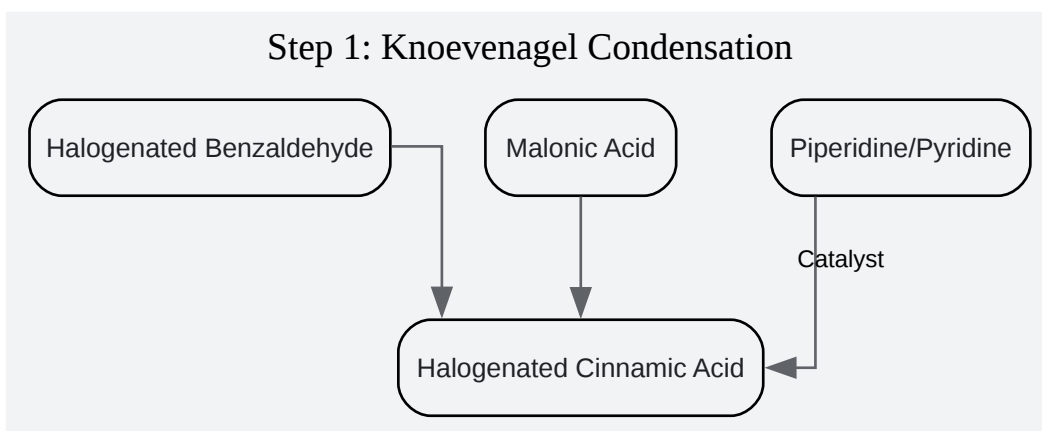 Step 1: Knoevenagel Condensation
Halogenated Benzaldehyde
Malonic Acid
Piperidine/Pyridine
Catalyst
Halogenated Cinnamic Acid